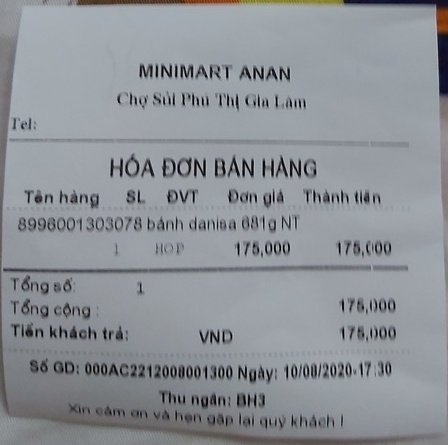 MINIMART ANAN
Chợ Sủi Phú Thị Gia Lâm
Tel:
HÓA ĐƠN BÁN HÀNG
Tên hàng SL ĐVT Đơn giá Thành tiền
8996001303078 bánh danisa 681g NT
1 HOP 175,000 175,000
Tổng số: 1
Tổng cộng : 175,000
Tiền khách trả: VND 175,000
Số GD: 000AC2212008001300 Ngày: 10/08/2020-17:30
Thu ngân: BH3
Xin cảm ơn và hẹn gặp lại quý khách !